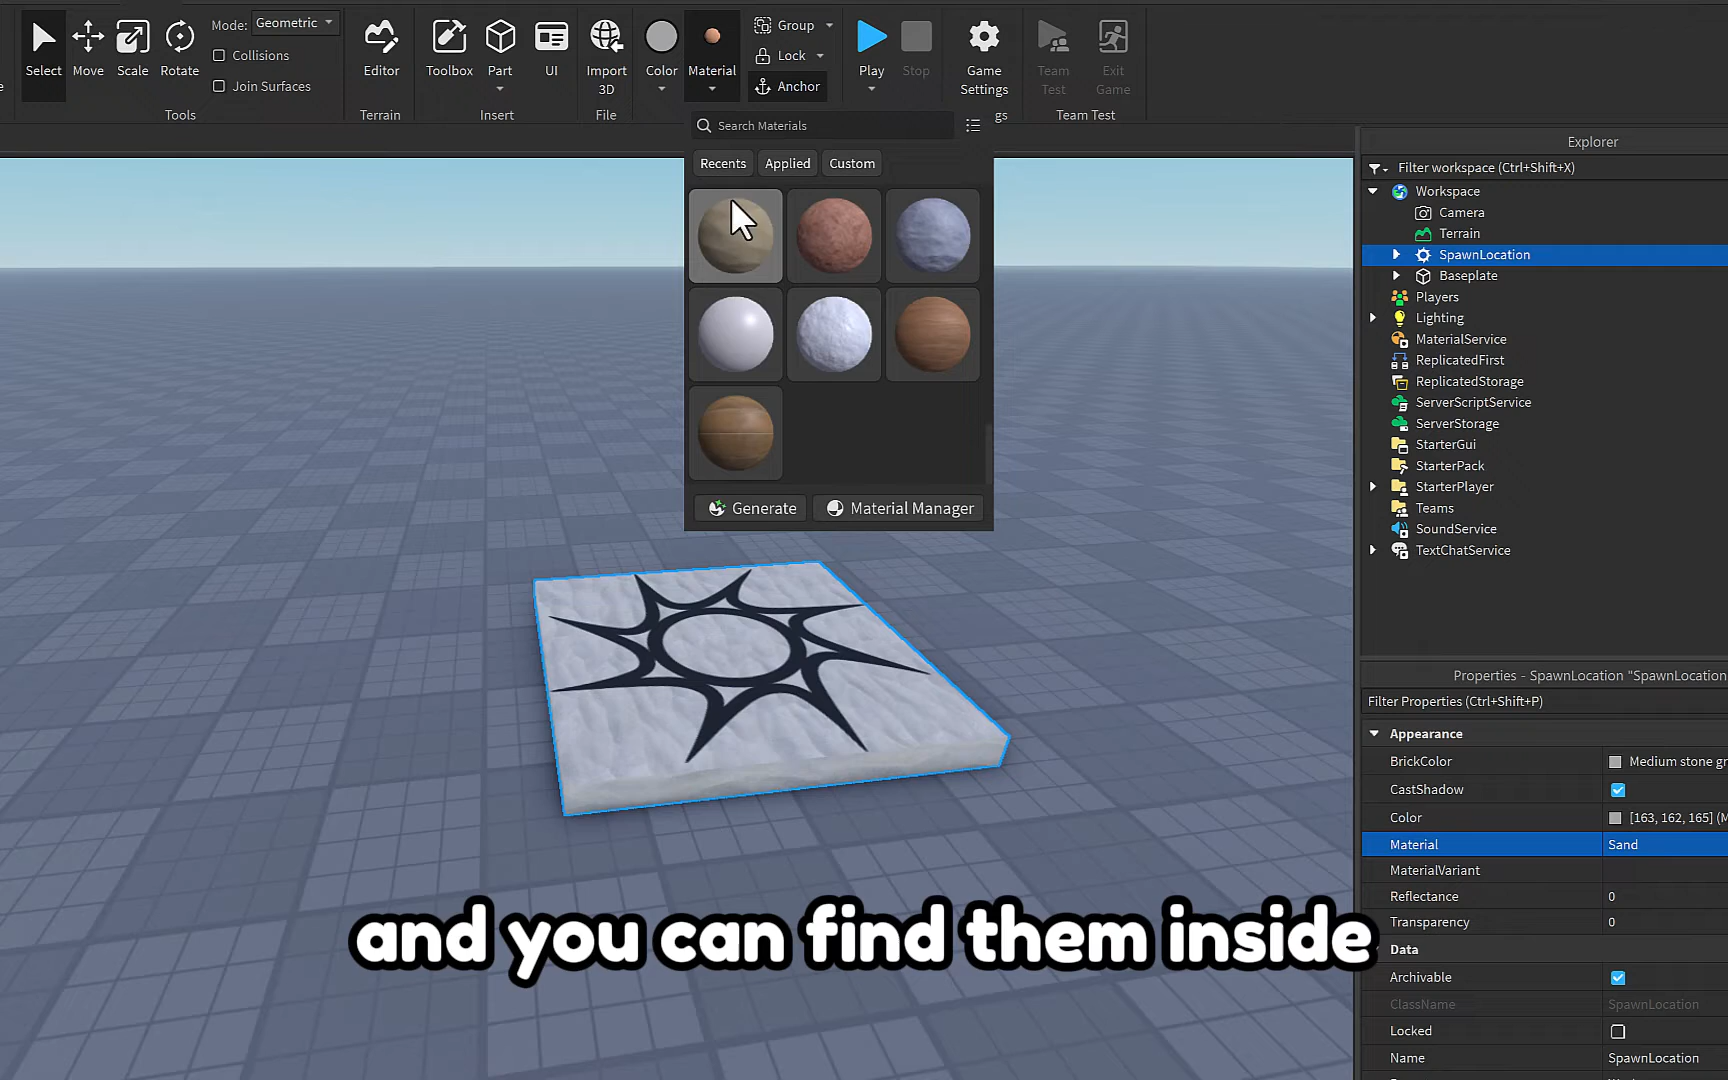 Mode: Geometric
Collisions
Join Surfaces
Select Move Scale Rotate
Tools
Editor
Terrain
Toolbox Part UI
Insert
Import 3D
File
Color Material
Group
Lock
Anchor
Play Stop
Game Settings
gs
Team Test
Exit Game
Team Test
Search Materials
Recents Applied Custom
Generate Material Manager
Explorer
Filter workspace (Ctrl+Shift+X)
Workspace
Camera
Terrain
SpawnLocation
Baseplate
Players
Lighting
MaterialService
ReplicatedFirst
ReplicatedStorage
ServerScriptService
ServerStorage
StarterGui
StarterPack
StarterPlayer
Teams
SoundService
TextChatService
Properties - SpawnLocation "SpawnLocation
Filter Properties (Ctrl+Shift+P)
Appearance
BrickColor Medium stone gr
CastShadow
Color [163, 162, 165] (M
Material Sand
MaterialVariant
Reflectance 0
Transparency 0
Data
Archivable
ClassName SpawnLocation
Locked
Name SpawnLocation
and you can find them inside